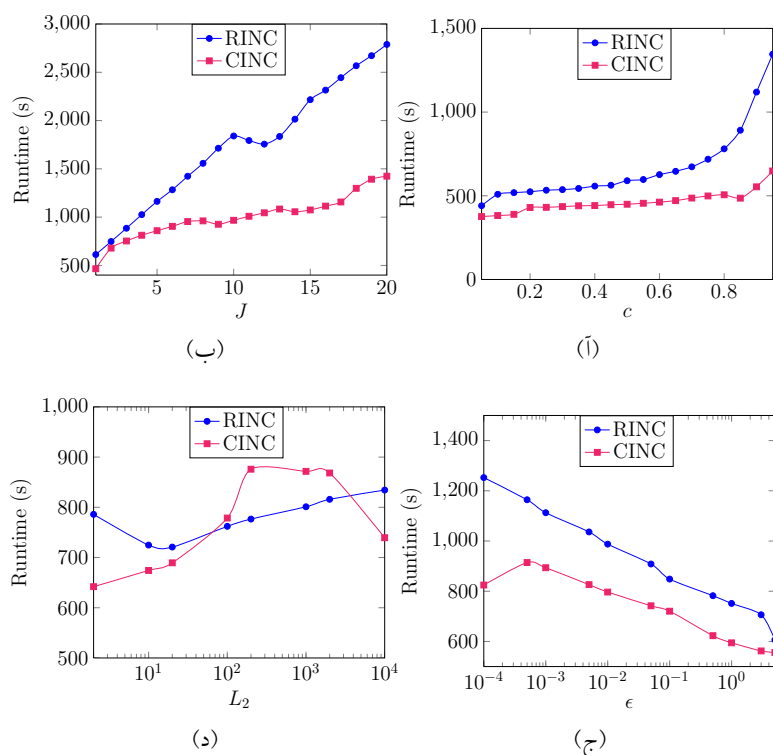 3,000
2,500
2,000
1,500
1,000
500
Runtime (s)
RINC
CINC
5
10
15
20
J
(ب)
1,500
1,000
500
0
Runtime (s)
RINC
CINC
0.2
0.4
0.6
0.8
c
(آ)
1,000
900
800
700
600
500
Runtime (s)
RINC
CINC
10^1
10^2
10^3
10^4
L_2
(د)
1,400
1,200
1,000
800
600
Runtime (s)
RINC
CINC
10^-4
10^-3
10^-2
10^-1
10^0
ϵ
(ج)